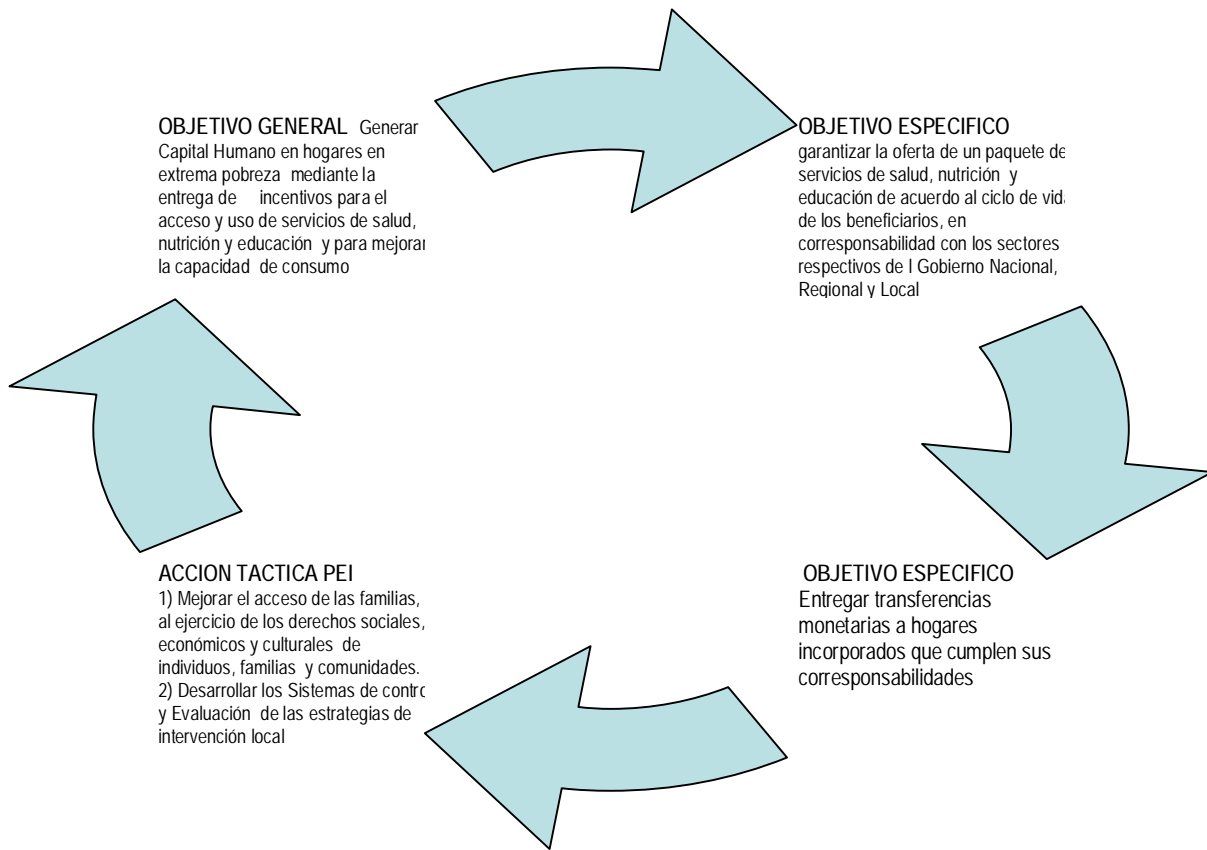 OBJETIVO GENERAL Generar
Capital Humano en hogares en
extrema pobreza mediante la
entrega de incentivos para el
acceso y uso de servicios de salud,
nutrición y educación y para mejorar
la capacidad de consumo
OBJETIVO ESPECIFICO
garantizar la oferta de un paquete de
servicios de salud, nutrición y
educación de acuerdo al ciclo de vida
de los beneficiarios, en
corresponsabilidad con los sectores
respectivos de l Gobierno Nacional,
Regional y Local
OBJETIVO ESPECIFICO
Entregar transferencias
monetarias a hogares
incorporados que cumplen sus
corresponsabilidades
ACCION TACTICA PEI
1) Mejorar el acceso de las familias,
al ejercicio de los derechos sociales,
económicos y culturales de
individuos, familias y comunidades.
2) Desarrollar los Sistemas de contro
y Evaluación de las estrategias de
intervención local